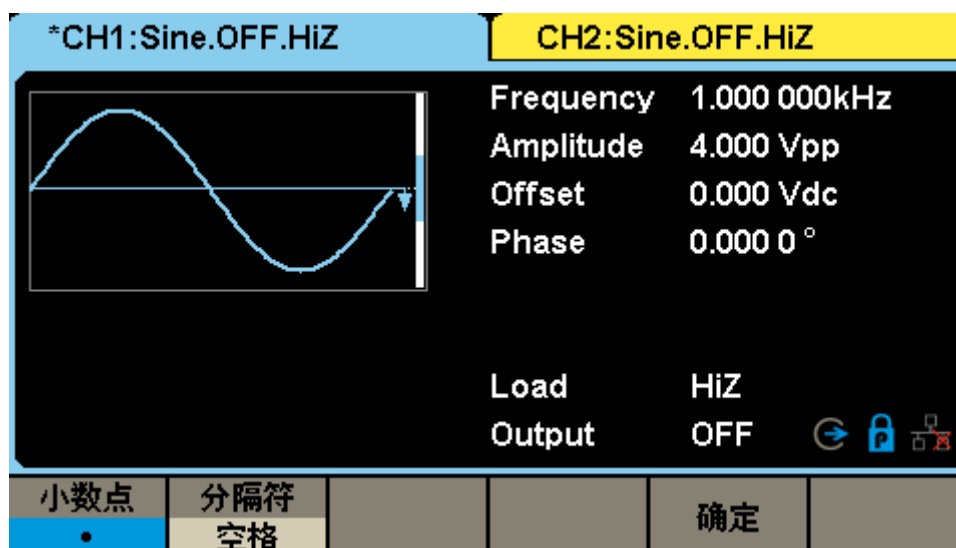 *CH1:Sine.OFF.HiZ
CH2:Sine.OFF.HiZ
Frequency 1.000 000kHz
Amplitude 4.000 Vpp
Offset 0.000 Vdc
Phase 0.000 0 °
Load HiZ
Output OFF
小数点 分隔符
• 空格
确定